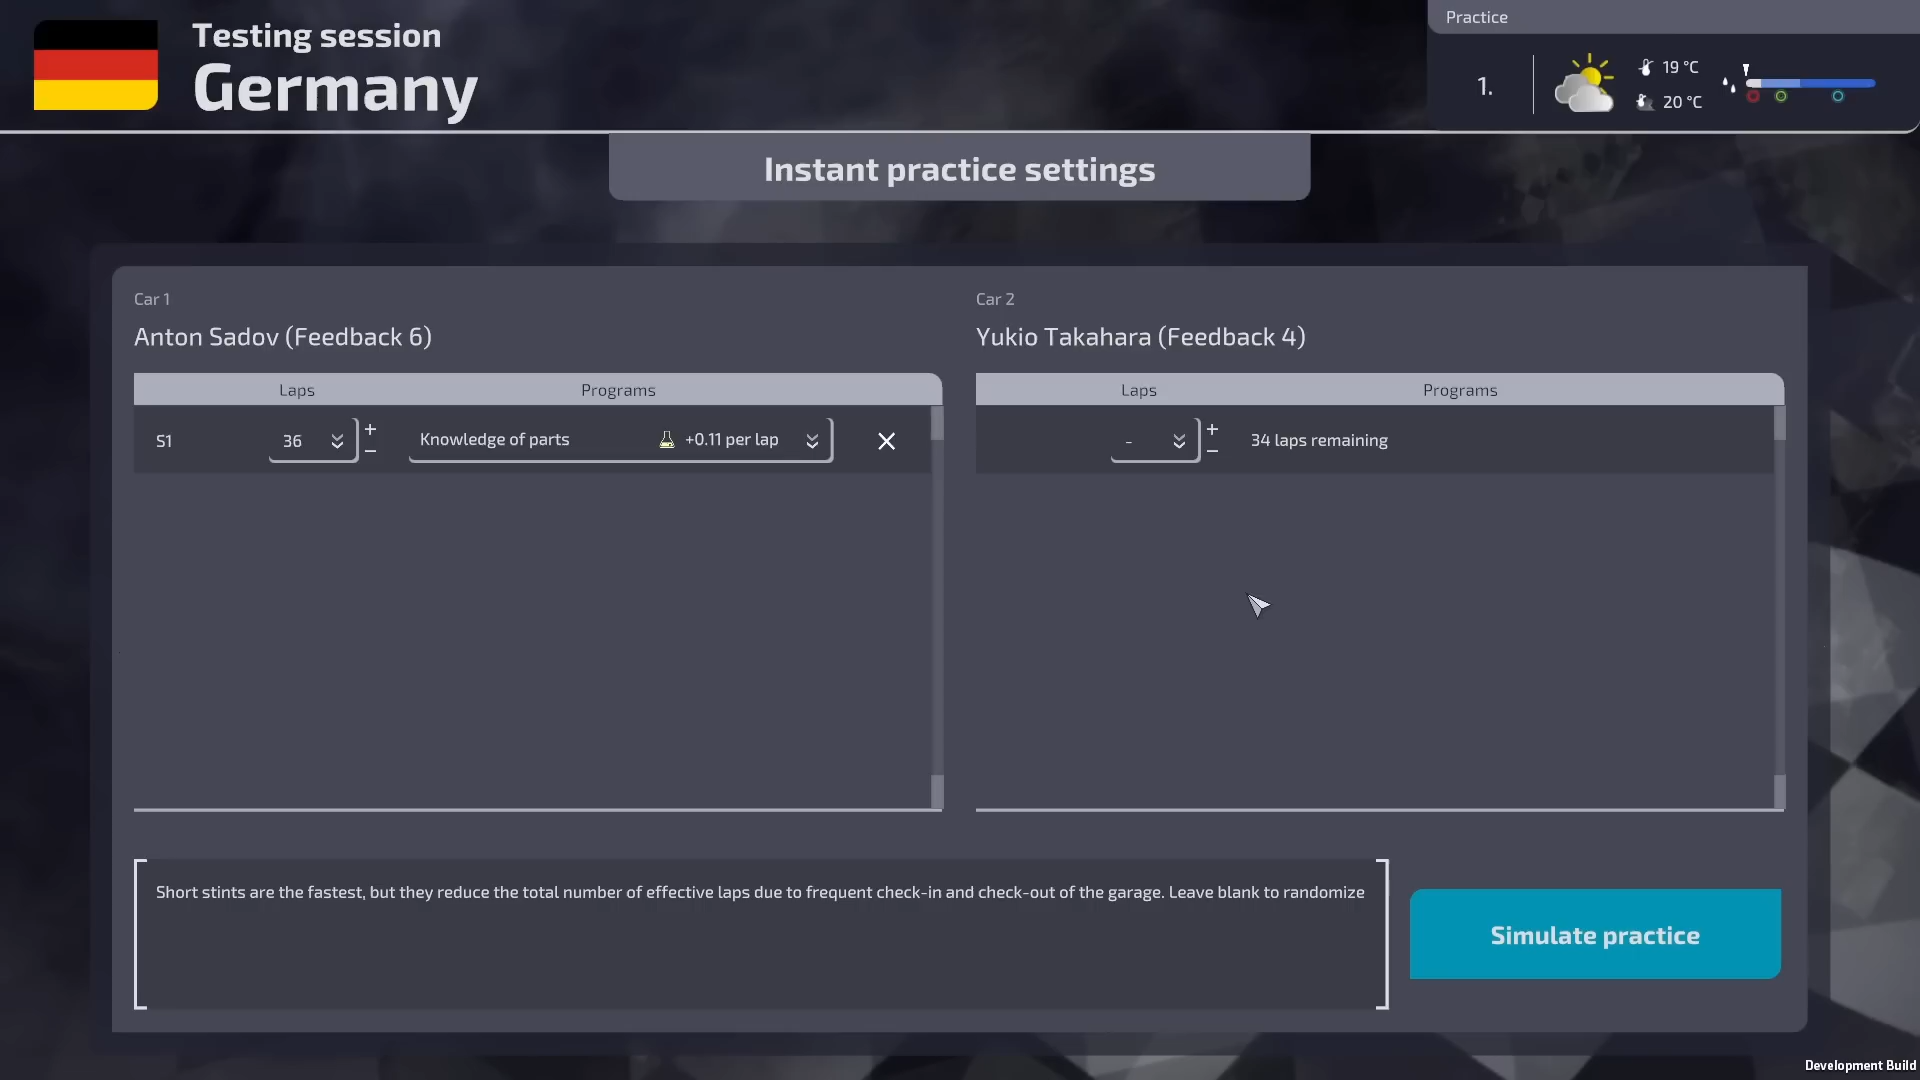 Testing session
Germany
Practice
1.
19 °C
20 °C
Instant practice settings
Car 1
Anton Sadov (Feedback 6)
Laps
Programs
S1
36
+
−
Knowledge of parts
+0.11 per lap
Car 2
Yukio Takahara (Feedback 4)
Laps
Programs
-
+
−
34 laps remaining
Short stints are the fastest, but they reduce the total number of effective laps due to frequent check-in and check-out of the garage. Leave blank to randomize
Simulate practice
Development Build